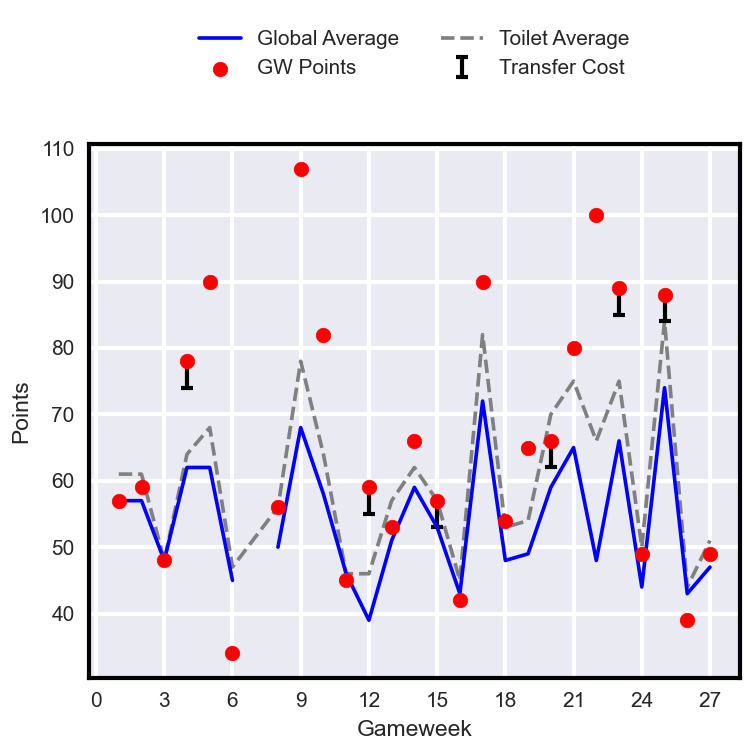 Global Average
Toilet Average
GW Points
Transfer Cost
110
100
90
80
70
60
50
40
Points
0 3 6 9 12 15 18 21 24 27
Gameweek